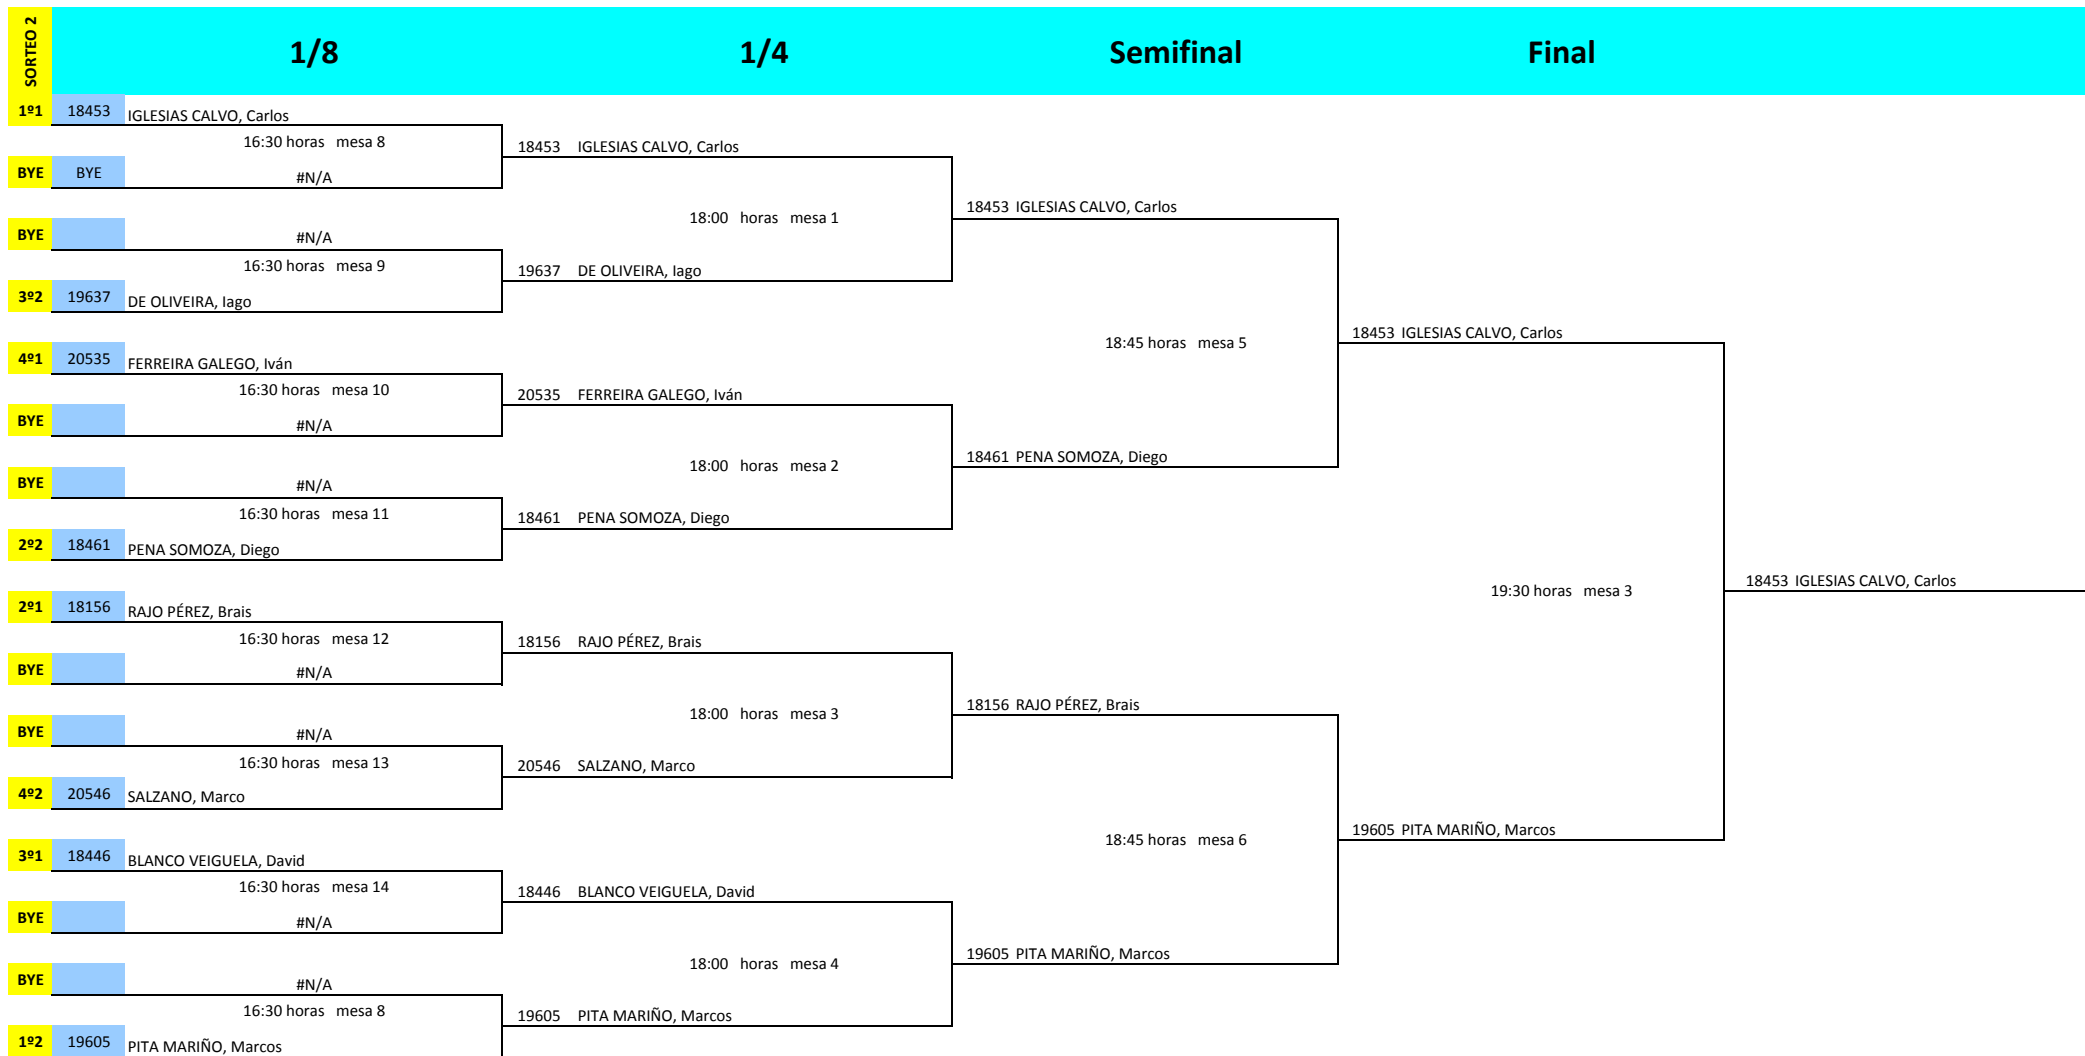 SORTEO 2
1/8 1/4 Semifinal Final
1º1 18453 IGLESIAS CALVO, Carlos
16:30 horas mesa 8
18453 IGLESIAS CALVO, Carlos
BYE BYE #N/A
18:00 horas mesa 1
18453 IGLESIAS CALVO, Carlos
BYE #N/A
16:30 horas mesa 9
19637 DE OLIVEIRA, Iago
3º2 19637 DE OLIVEIRA, Iago
18:45 horas mesa 5
18453 IGLESIAS CALVO, Carlos
4º1 20535 FERREIRA GALEGO, Iván
16:30 horas mesa 10
20535 FERREIRA GALEGO, Iván
BYE #N/A
18:00 horas mesa 2
18461 PENA SOMOZA, Diego
BYE #N/A
16:30 horas mesa 11
18461 PENA SOMOZA, Diego
2º2 18461 PENA SOMOZA, Diego
19:30 horas mesa 3
18453 IGLESIAS CALVO, Carlos
2º1 18156 RAJO PÉREZ, Brais
16:30 horas mesa 12
18156 RAJO PÉREZ, Brais
BYE #N/A
18:00 horas mesa 3
18156 RAJO PÉREZ, Brais
BYE #N/A
16:30 horas mesa 13
20546 SALZANO, Marco
4º2 20546 SALZANO, Marco
18:45 horas mesa 6
19605 PITA MARIÑO, Marcos
3º1 18446 BLANCO VEIGUELA, David
16:30 horas mesa 14
18446 BLANCO VEIGUELA, David
BYE #N/A
18:00 horas mesa 4
19605 PITA MARIÑO, Marcos
BYE #N/A
16:30 horas mesa 8
19605 PITA MARIÑO, Marcos
1º2 19605 PITA MARIÑO, Marcos